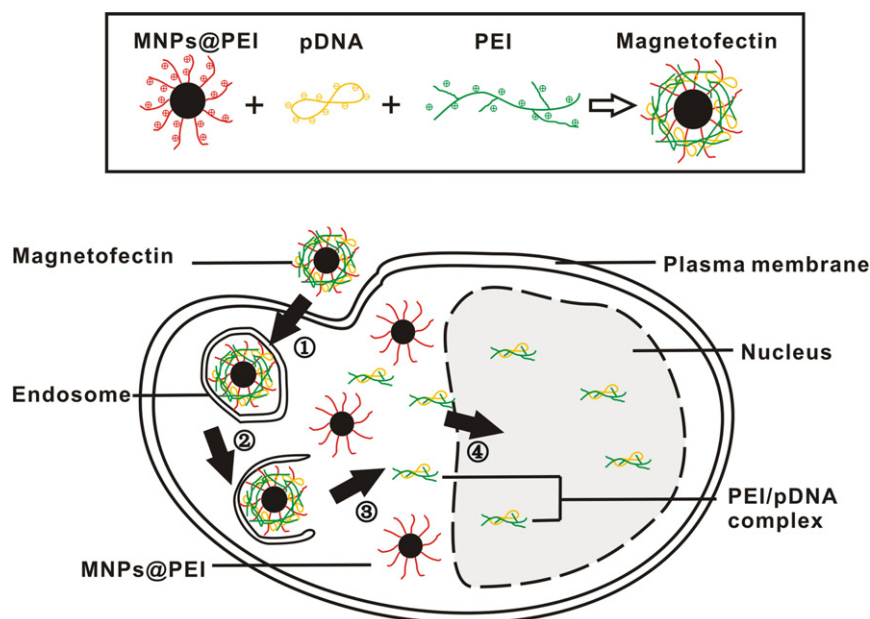 MNPs@PEI pDNA PEI Magnetofectin
+ +
Magnetofectin
Plasma membrane
①
Nucleus
Endosome
②
④
③
PEI/pDNA
complex
MNPs@PEI